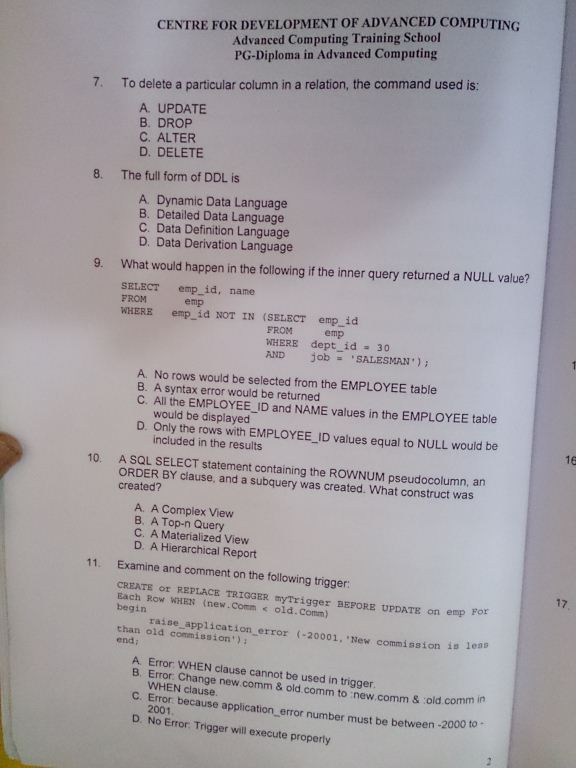 CENTRE FOR DEVELOPMENT OF ADVANCED COMPUTING
Advanced Computing Training School
PG-Diploma in Advanced Computing
7. To delete a particular column in a relation, the command used is:
A. UPDATE
B. DROP
C. ALTER
D. DELETE
8. The full form of DDL is
A. Dynamic Data Language
B. Detailed Data Language
C. Data Definition Language
D. Data Derivation Language
9. What would happen in the following if the inner query returned a NULL value?
SELECT emp_id, name
FROM emp
WHERE emp_id NOT IN (SELECT emp_id
FROM emp
WHERE dept_id = 30
AND job = 'SALESMAN');
A. No rows would be selected from the EMPLOYEE table
B. A syntax error would be returned
C. All the EMPLOYEE_ID and NAME values in the EMPLOYEE table
would be displayed
D. Only the rows with EMPLOYEE_ID values equal to NULL would be
included in the results
10. A SQL SELECT statement containing the ROWNUM pseudocolumn, an
ORDER BY clause, and a subquery was created. What construct was
created?
A. A Complex View
B. A Top-n Query
C. A Materialized View
D. A Hierarchical Report
11. Examine and comment on the following trigger:
CREATE or REPLACE TRIGGER myTrigger BEFORE UPDATE on emp For
Each Row WHEN (new.Comm < old.Comm)
begin
raise_application_error (-20001,'New commission is less
than old commission');
end;
A. Error: WHEN clause cannot be used in trigger.
B. Error: Change new.comm & old.comm to :new.comm & :old.comm in
WHEN clause.
C. Error: because application_error number must be between -2000 to -
2001.
D. No Error: Trigger will execute properly
2
16
17.